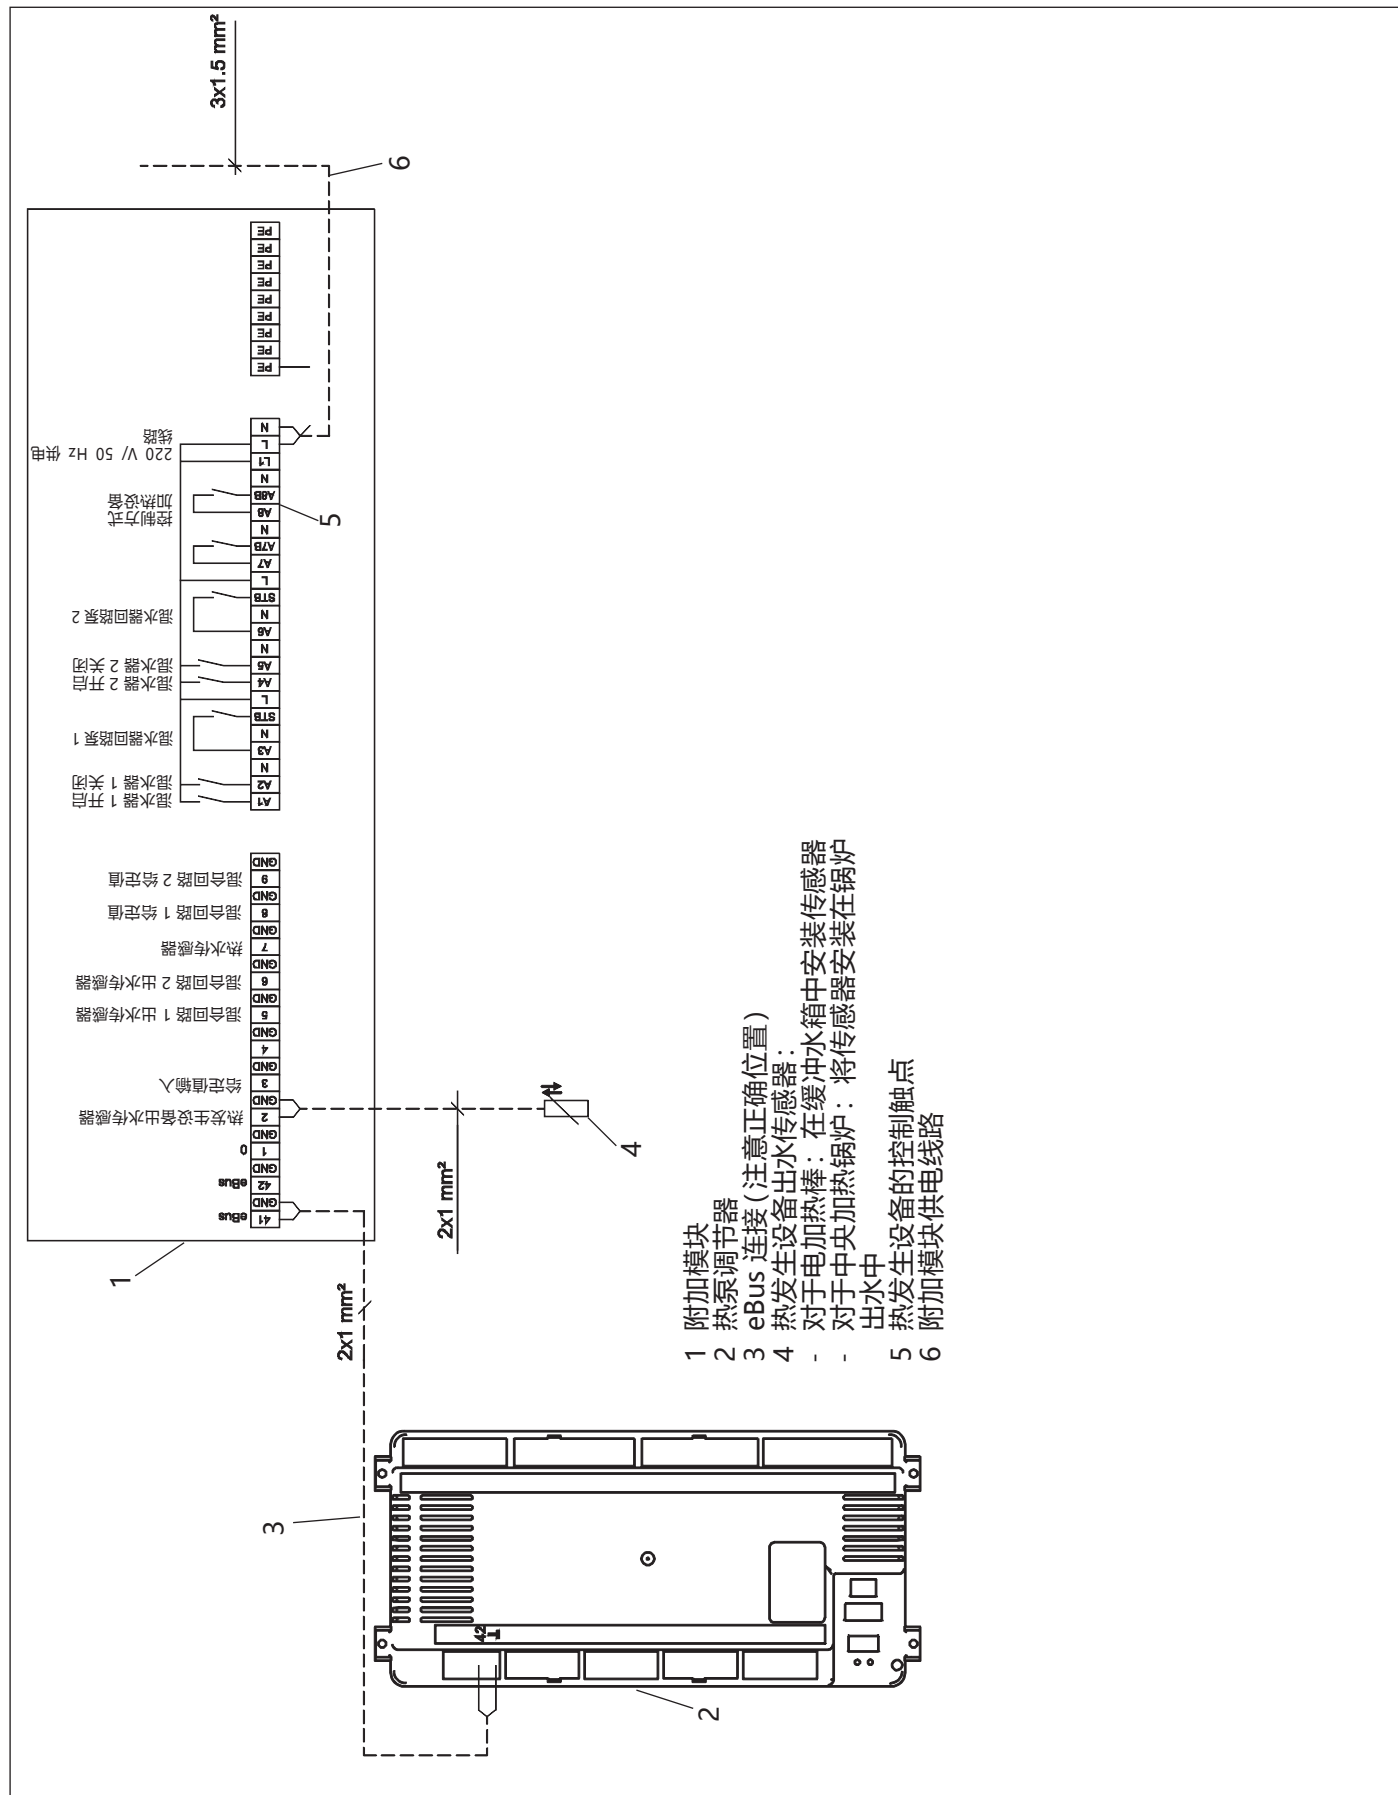 3x1.5 mm²
6
PE
PE
PE
PE
PE
PE
PE
PE
PE
220 V/ 50 Hz 供电
线路
N
L
L1
N
控制方式
加热设备
A8B
A8
5
N
A7B
A7
L
STB
N
混水器回路泵 2
A6
N
混水器 2 关闭
A5
混水器 2 开启
A4
L
STB
N
混水器回路泵 1
A3
N
混水器 1 关闭
A2
混水器 1 开启
A1
GND
混合回路 2 给定值
9
GND
混合回路 1 给定值
8
GND
热水传感器
7
GND
混合回路 2 出水传感器
6
GND
混合回路 1 出水传感器
5
GND
4
GND
给定值输入
3
GND
热发生设备出水传感器
2
GND
0
1
GND
eBus
42
GND
eBus
41
1
2x1 mm²
4
2x1 mm²
3
42
2
1 附加模块
2 热泵调节器
3 eBus 连接（注意正确位置）
4 热发生设备出水传感器：
- 对于电加热棒：在缓冲水箱中安装传感器
- 对于中央加热锅炉：将传感器安装在锅炉
出水中
5 热发生设备的控制触点
6 附加模块供电线路